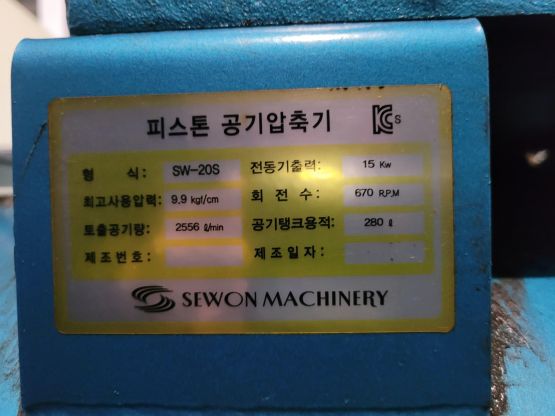 피스톤 공기압축기 KCs
형 식: SW-20S 전동기출력: 15 Kw
최고사용압력: 9.9 kgf/cm 회 전 수: 670 R.P.M
토출공기량: 2556 ℓ/min 공기탱크용적: 280 ℓ
제조번호: 제조일자:
SEWON MACHINERY